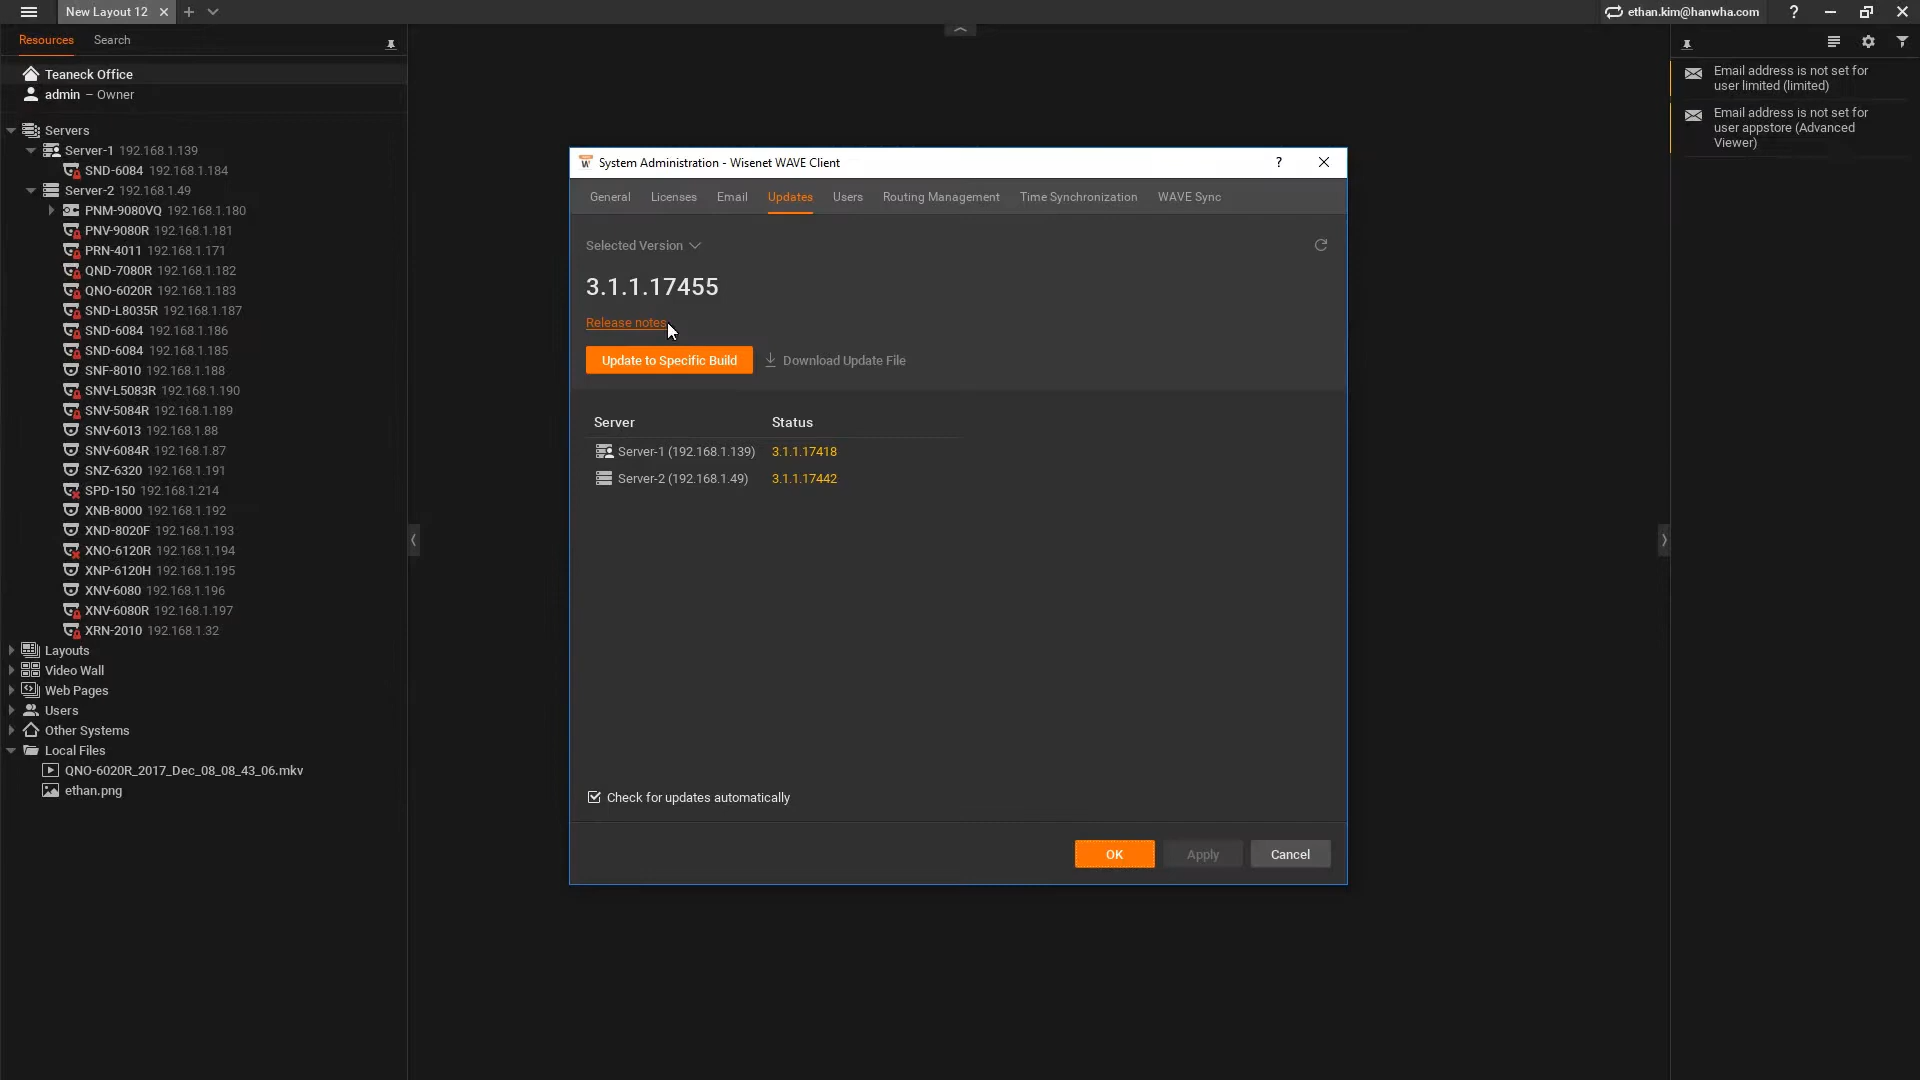 New Layout 12
ethan.kim@hanwha.com
?
Resources
Search
Teaneck Office
admin – Owner
Servers
Server-1 192.168.1.139
SND-6084 192.168.1.184
Server-2 192.168.1.49
PNM-9080VQ 192.168.1.180
PNV-9080R 192.168.1.181
PRN-4011 192.168.1.171
QND-7080R 192.168.1.182
QNO-6020R 192.168.1.183
SND-L8035R 192.168.1.187
SND-6084 192.168.1.186
SND-6084 192.168.1.185
SNF-8010 192.168.1.188
SNV-L5083R 192.168.1.190
SNV-5084R 192.168.1.189
SNV-6013 192.168.1.88
SNV-6084R 192.168.1.87
SNZ-6320 192.168.1.191
SPD-150 192.168.1.214
XNB-8000 192.168.1.192
XND-8020F 192.168.1.193
XNO-6120R 192.168.1.194
XNP-6120H 192.168.1.195
XNV-6080 192.168.1.196
XNV-6080R 192.168.1.197
XRN-2010 192.168.1.32
Layouts
Video Wall
Web Pages
Users
Other Systems
Local Files
QNO-6020R_2017_Dec_08_08_43_06.mkv
ethan.png
W System Administration - Wisenet WAVE Client
?
General
Licenses
Email
Updates
Users
Routing Management
Time Synchronization
WAVE Sync
Selected Version
3.1.1.17455
Release notes
Update to Specific Build
Download Update File
Server
Status
Server-1 (192.168.1.139)
3.1.1.17418
Server-2 (192.168.1.49)
3.1.1.17442
Check for updates automatically
OK
Apply
Cancel
Email address is not set for
user limited (limited)
Email address is not set for
user appstore (Advanced
Viewer)